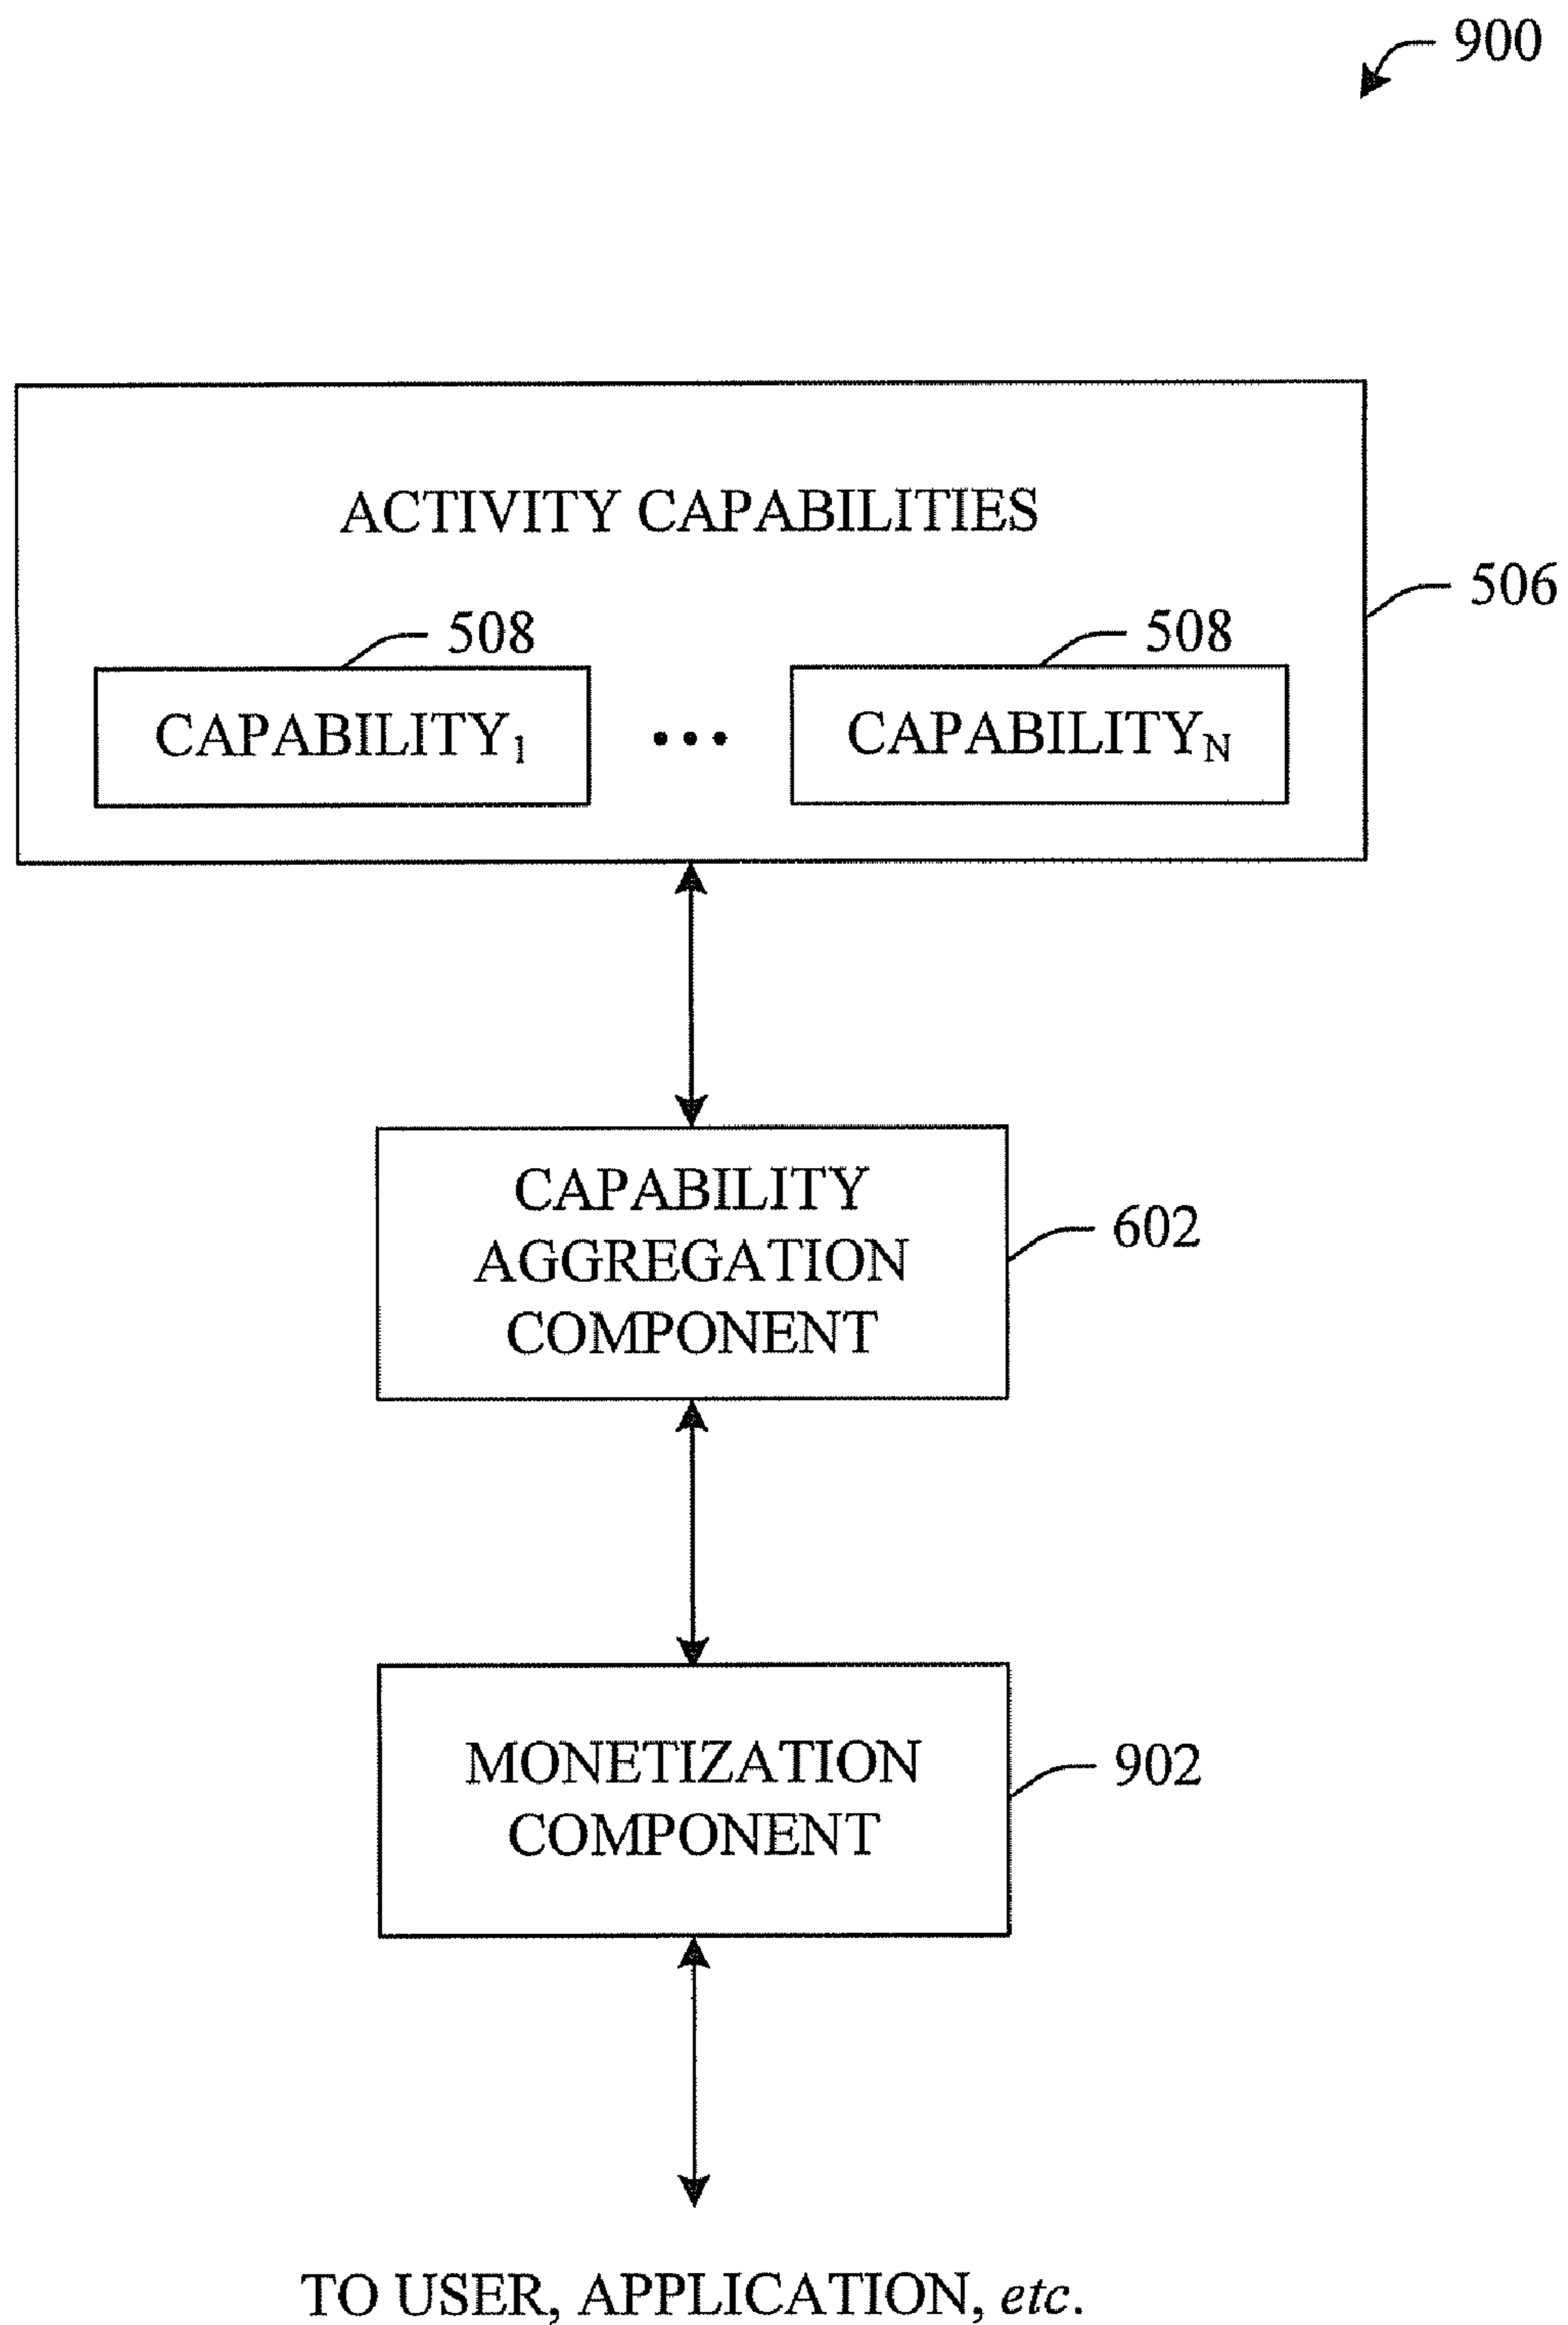 900
ACTIVITY CAPABILITIES
506
508
508
CAPABILITY1
...
CAPABILITYN
CAPABILITY
AGGREGATION
COMPONENT
602
MONETIZATION
COMPONENT
902
TO USER, APPLICATION, etc.